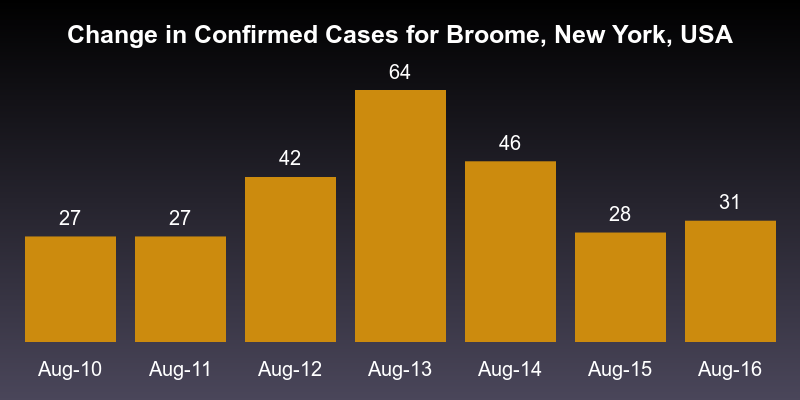 Change in Confirmed Cases for Broome, New York, USA
64
46
42
31
28
27
27
Aug-10
Aug-11
Aug-12
Aug-13
Aug-14
Aug-15
Aug-16